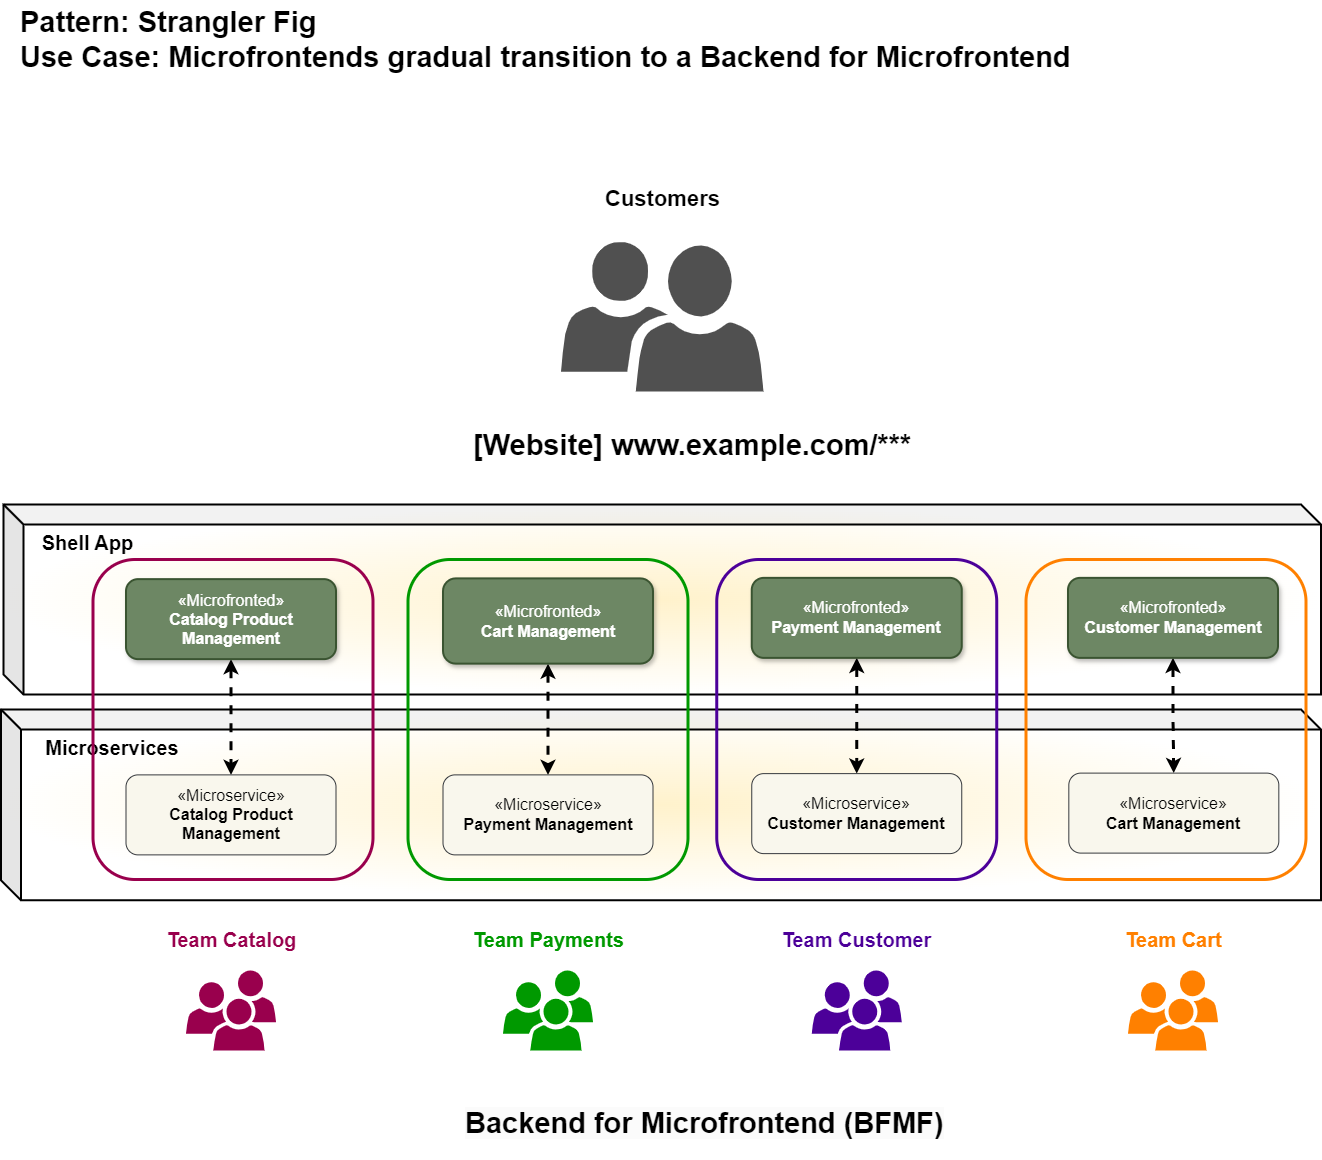 Pattern: Strangler Fig
Use Case: Microfrontends gradual transition to a Backend for Microfrontend
Customers
[Website] www.example.com/***
Shell App
«Microfronted»
Catalog Product
Management
«Microfronted»
Cart Management
«Microfronted»
Payment Management
«Microfronted»
Customer Management
Microservices
«Microservice»
Catalog Product
Management
«Microservice»
Payment Management
«Microservice»
Customer Management
«Microservice»
Cart Management
Team Catalog
Team Payments
Team Customer
Team Cart
Backend for Microfrontend (BFMF)